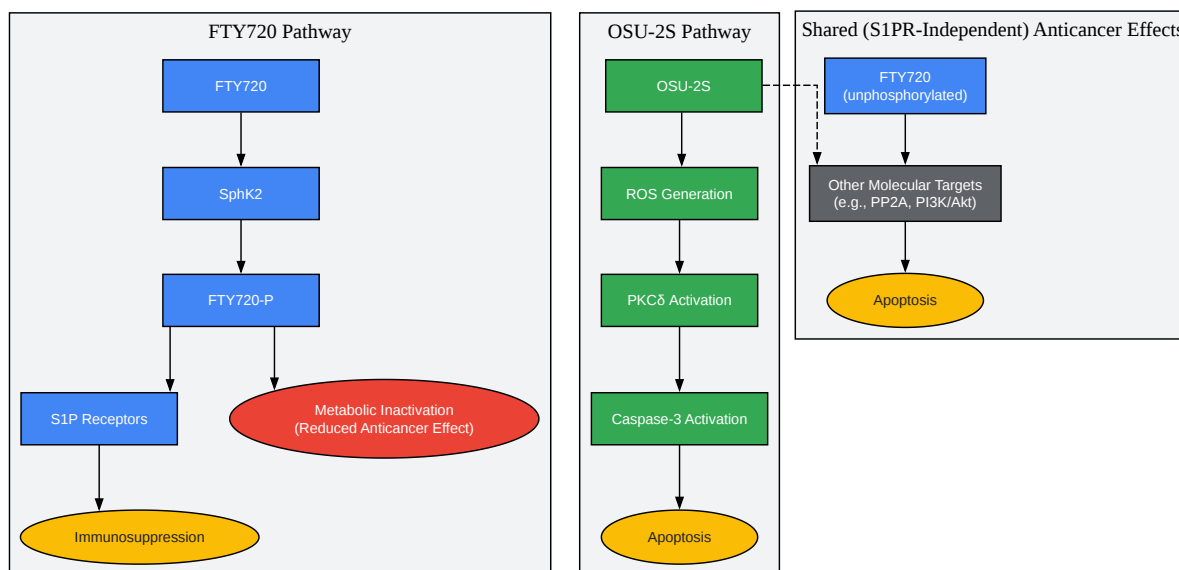 FTY720 Pathway
FTY720
SphK2
FTY720-P
S1P Receptors
Metabolic Inactivation
(Reduced Anticancer Effect)
Immunosuppression
OSU-2S Pathway
OSU-2S
ROS Generation
PKCδ Activation
Caspase-3 Activation
Apoptosis
Shared (S1PR-Independent) Anticancer Effects
FTY720
(unphosphorylated)
Other Molecular Targets
(e.g., PP2A, PI3K/Akt)
Apoptosis